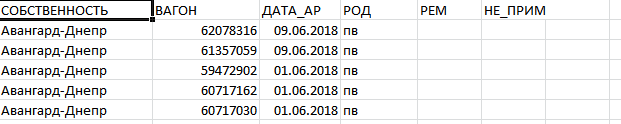 СОБСТВЕННОСТЬ ВАГОН ДАТА_АР РОД РЕМ НЕ_ПРИМ
Авангард-Днепр 62078316 09.06.2018 пв
Авангард-Днепр 61357059 09.06.2018 пв
Авангард-Днепр 59472902 01.06.2018 пв
Авангард-Днепр 60717162 01.06.2018 пв
Авангард-Днепр 60717030 01.06.2018 пв